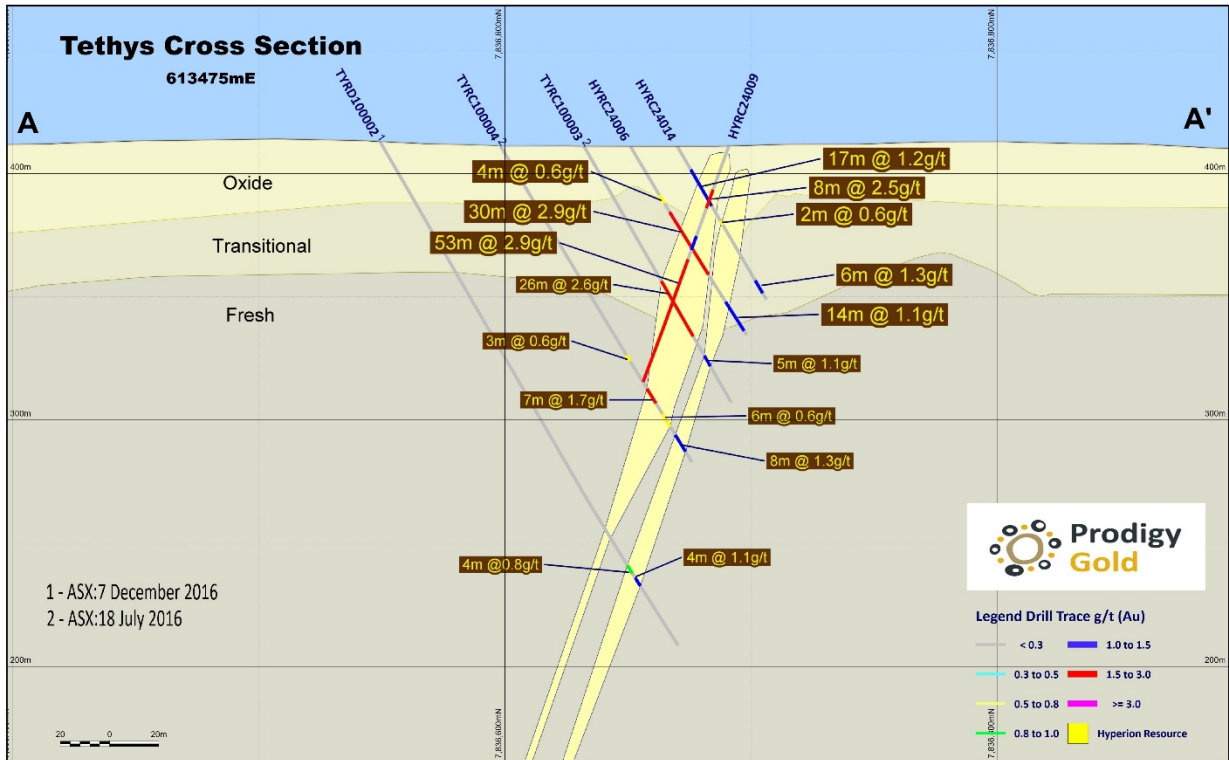 Tethys Cross Section
613475mE
A
A'
TYRD100002 1
TYRC100004 2
TYRC100003 2
HYRC24006
HYRC24014
HYRC24009
7,836,600mN
7,836,800mN
400m
400m
Oxide
Transitional
Fresh
4m @ 0.6g/t
30m @ 2.9g/t
53m @ 2.9g/t
26m @ 2.6g/t
3m @ 0.6g/t
7m @ 1.7g/t
4m @0.8g/t
17m @ 1.2g/t
8m @ 2.5g/t
2m @ 0.6g/t
6m @ 1.3g/t
14m @ 1.1g/t
5m @ 1.1g/t
6m @ 0.6g/t
8m @ 1.3g/t
4m @ 1.1g/t
300m
300m
200m
200m
1 - ASX:7 December 2016
2 - ASX:18 July 2016
20 0 20m
7,836,600mN
7,836,800mN
Prodigy
Gold
Legend Drill Trace g/t (Au)
< 0.3
1.0 to 1.5
0.3 to 0.5
1.5 to 3.0
0.5 to 0.8
>= 3.0
0.8 to 1.0
Hyperion Resource